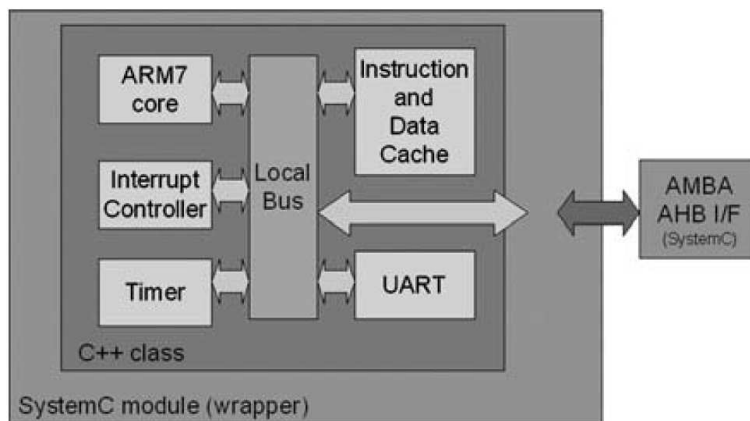 ARM7
core
Instruction
and
Data
Cache
Interrupt
Controller
Local
Bus
AMBA
AHB I/F
(SystemC)
Timer
UART
C++ class
SystemC module (wrapper)